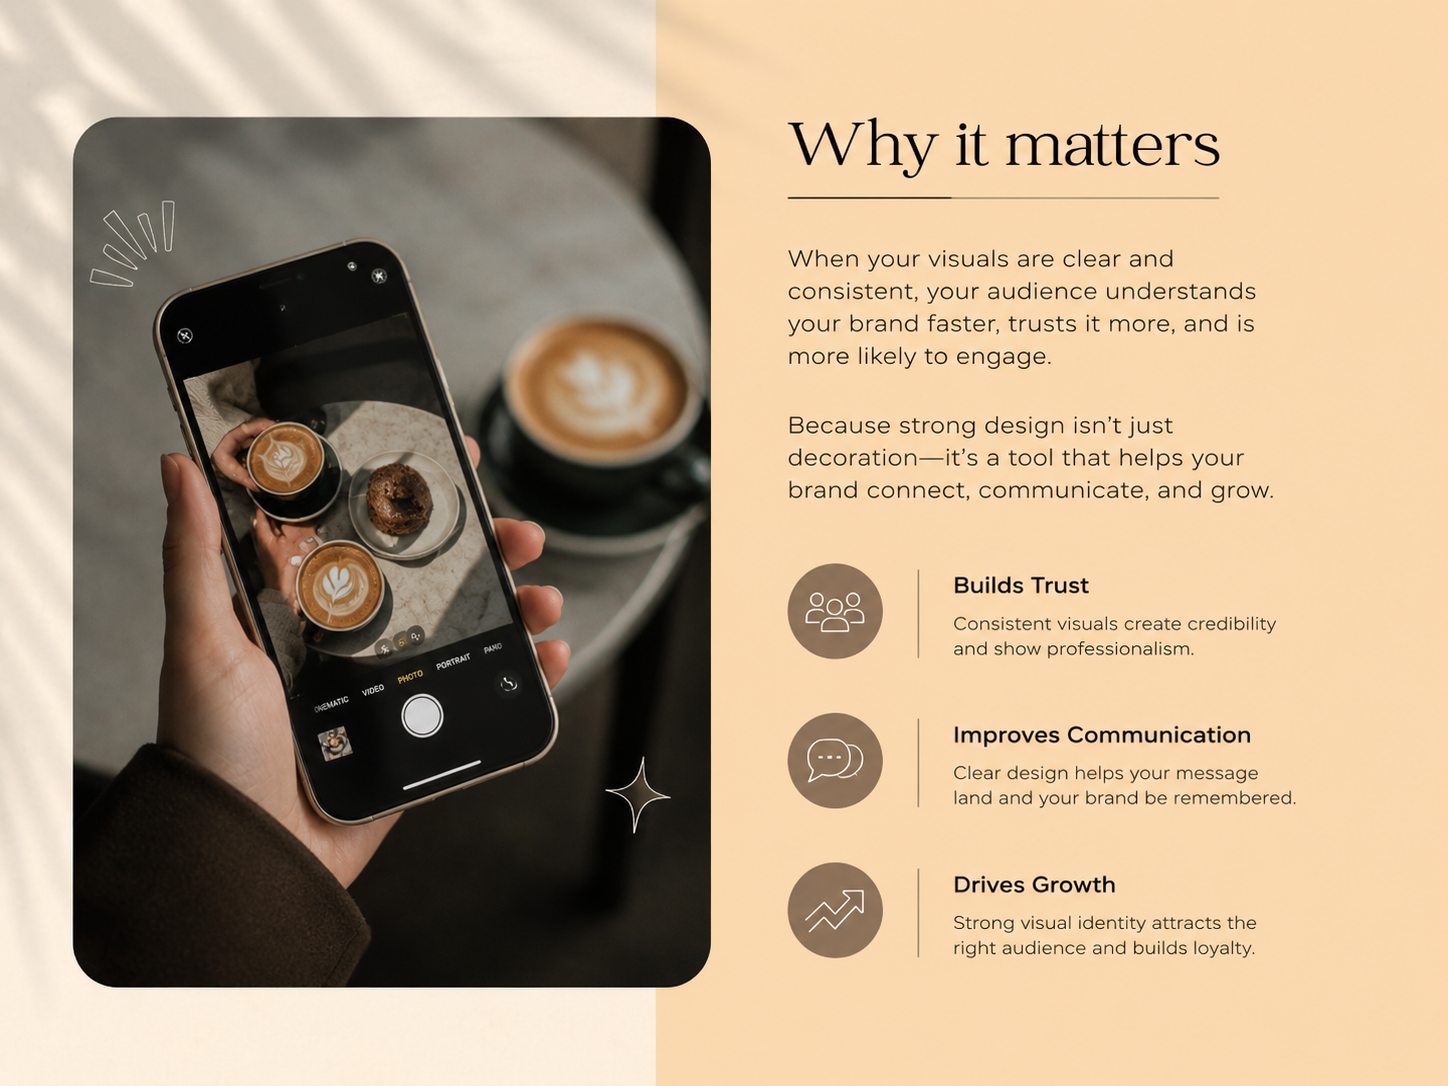 Why it matters
When your visuals are clear and
consistent, your audience understands
your brand faster, trusts it more, and is
more likely to engage.
Because strong design isn’t just
decoration—it’s a tool that helps your
brand connect, communicate, and grow.
Builds Trust
Consistent visuals create credibility
and show professionalism.
Improves Communication
Clear design helps your message
land and your brand be remembered.
Drives Growth
Strong visual identity attracts the
right audience and builds loyalty.
VIDEO PHOTO PORTRAIT PANO